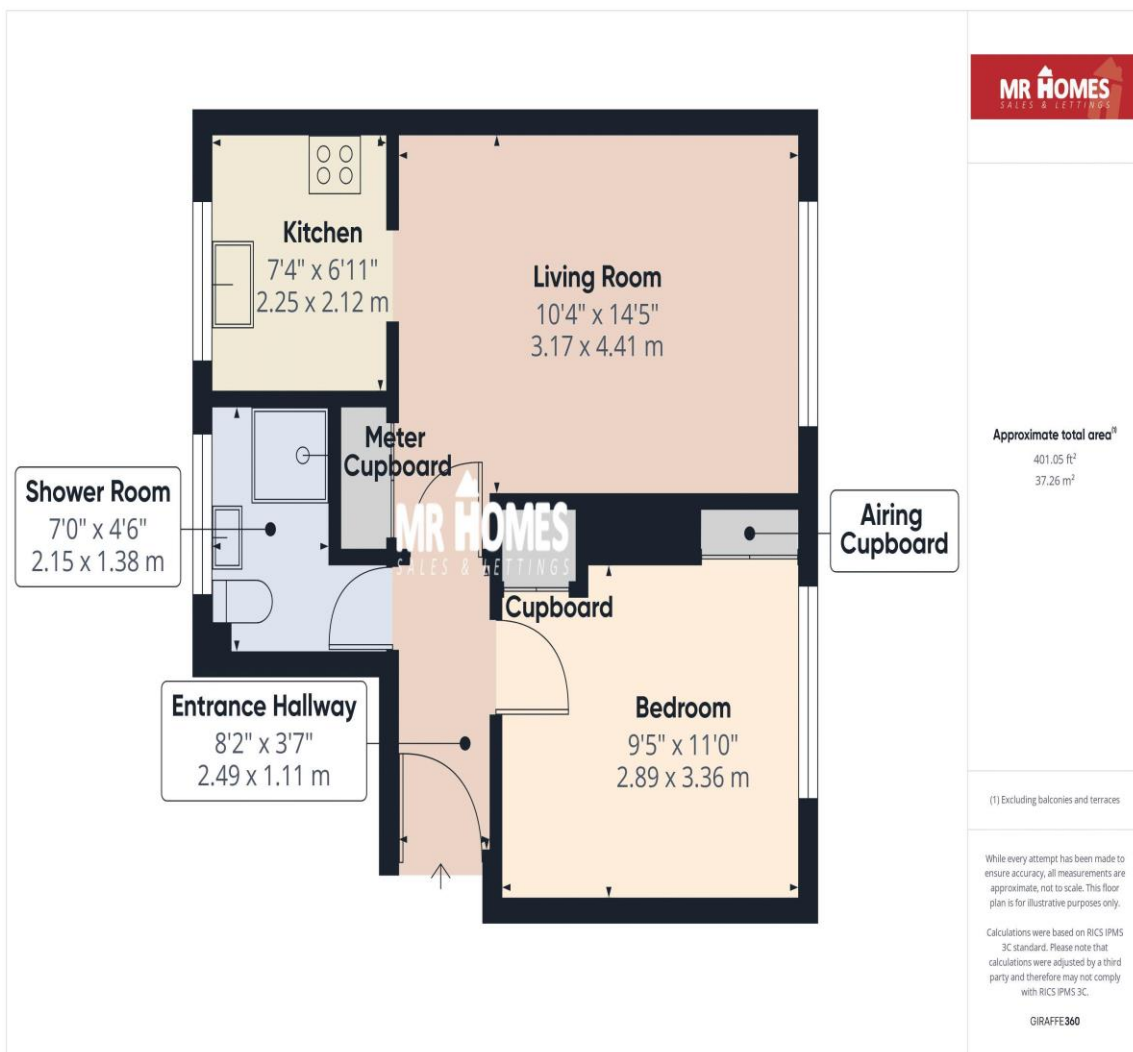 MR HOMES
SALES & LETTINGS
Kitchen
7'4" x 6'11"
2.25 x 2.12 m
Living Room
10'4" x 14'5"
3.17 x 4.41 m
Meter
Cupboard
Shower Room
7'0" x 4'6"
2.15 x 1.38 m
MR HOMES
SALES & LETTINGS
Airing
Cupboard
Cupboard
Entrance Hallway
8'2" x 3'7"
2.49 x 1.11 m
Bedroom
9'5" x 11'0"
2.89 x 3.36 m
Approximate total area(1)
401.05 ft²
37.26 m²
(1) Excluding balconies and terraces
While every attempt has been made to
ensure accuracy, all measurements are
approximate, not to scale. This floor
plan is for illustrative purposes only.
Calculations were based on RICS IPMS
3C standard. Please note that
calculations were adjusted by a third
party and therefore may not comply
with RICS IPMS 3C.
GIRAFFE360